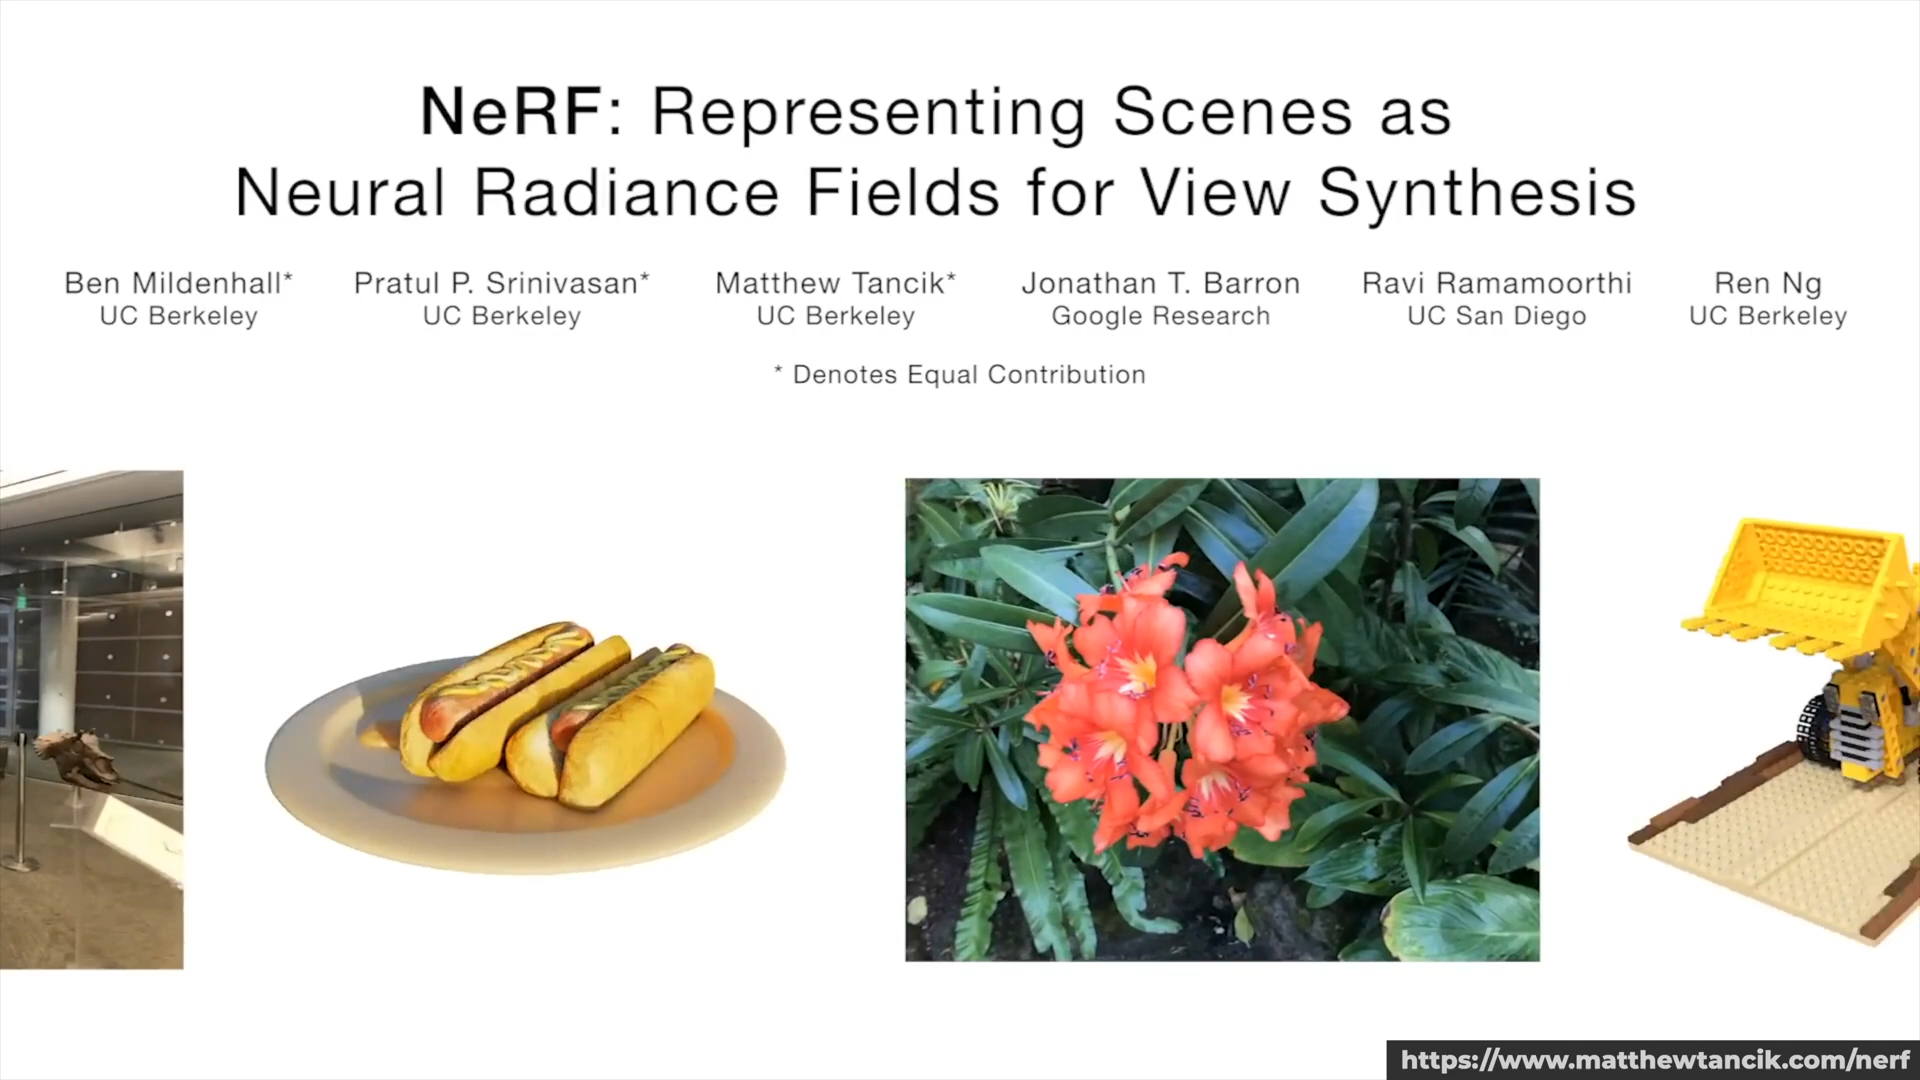 NeRF: Representing Scenes as
Neural Radiance Fields for View Synthesis
Ben Mildenhall* Pratul P. Srinivasan* Matthew Tancik* Jonathan T. Barron Ravi Ramamoorthi Ren Ng
UC Berkeley UC Berkeley UC Berkeley Google Research UC San Diego UC Berkeley
* Denotes Equal Contribution
https://www.matthewtancik.com/nerf